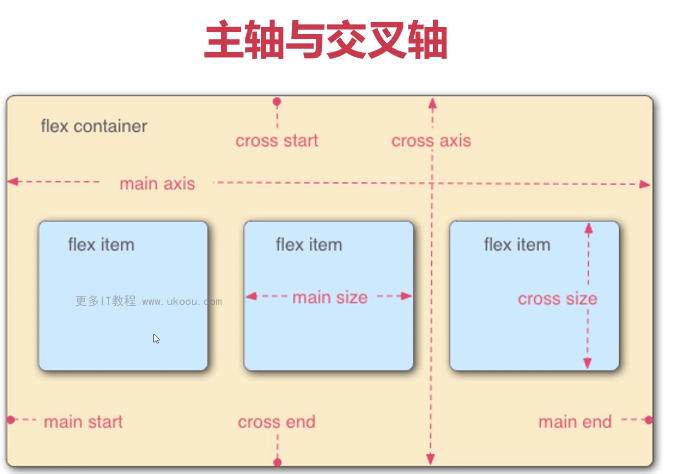 主轴与交叉轴
flex container
cross start
cross axis
main axis
flex item
flex item
flex item
更多IT教程 www.ukoou.com
main size
cross size
main start
cross end
main end